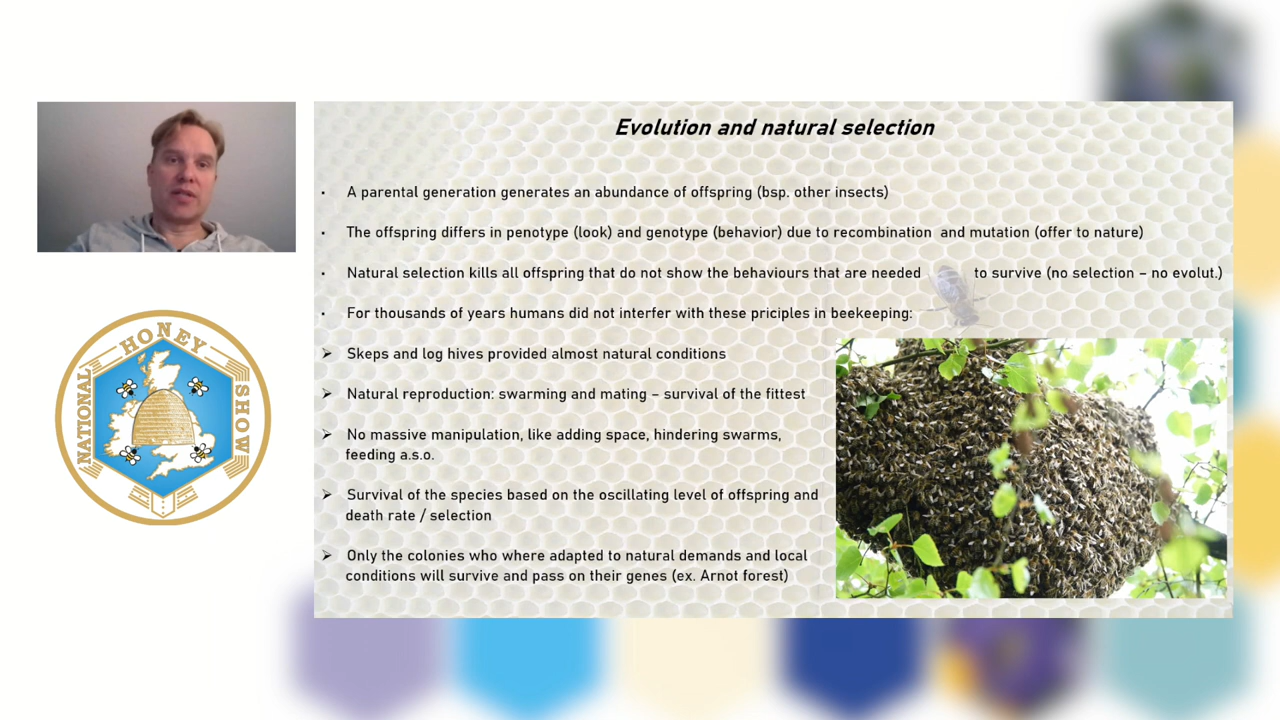 Evolution and natural selection
· A parental generation generates an abundance of offspring (bsp. other insects)
· The offspring differs in penotype (look) and genotype (behavior) due to recombination and mutation (offer to nature)
· Natural selection kills all offspring that do not show the behaviours that are needed to survive (no selection – no evolut.)
· For thousands of years humans did not interfer with these priciples in beekeeping:
➢ Skeps and log hives provided almost natural conditions
➢ Natural reproduction: swarming and mating – survival of the fittest
➢ No massive manipulation, like adding space, hindering swarms,
feeding a.s.o.
➢ Survival of the species based on the oscillating level of offspring and
death rate / selection
➢ Only the colonies who where adapted to natural demands and local
conditions will survive and pass on their genes (ex. Arnot forest)
NATIONAL HONEY SHOW